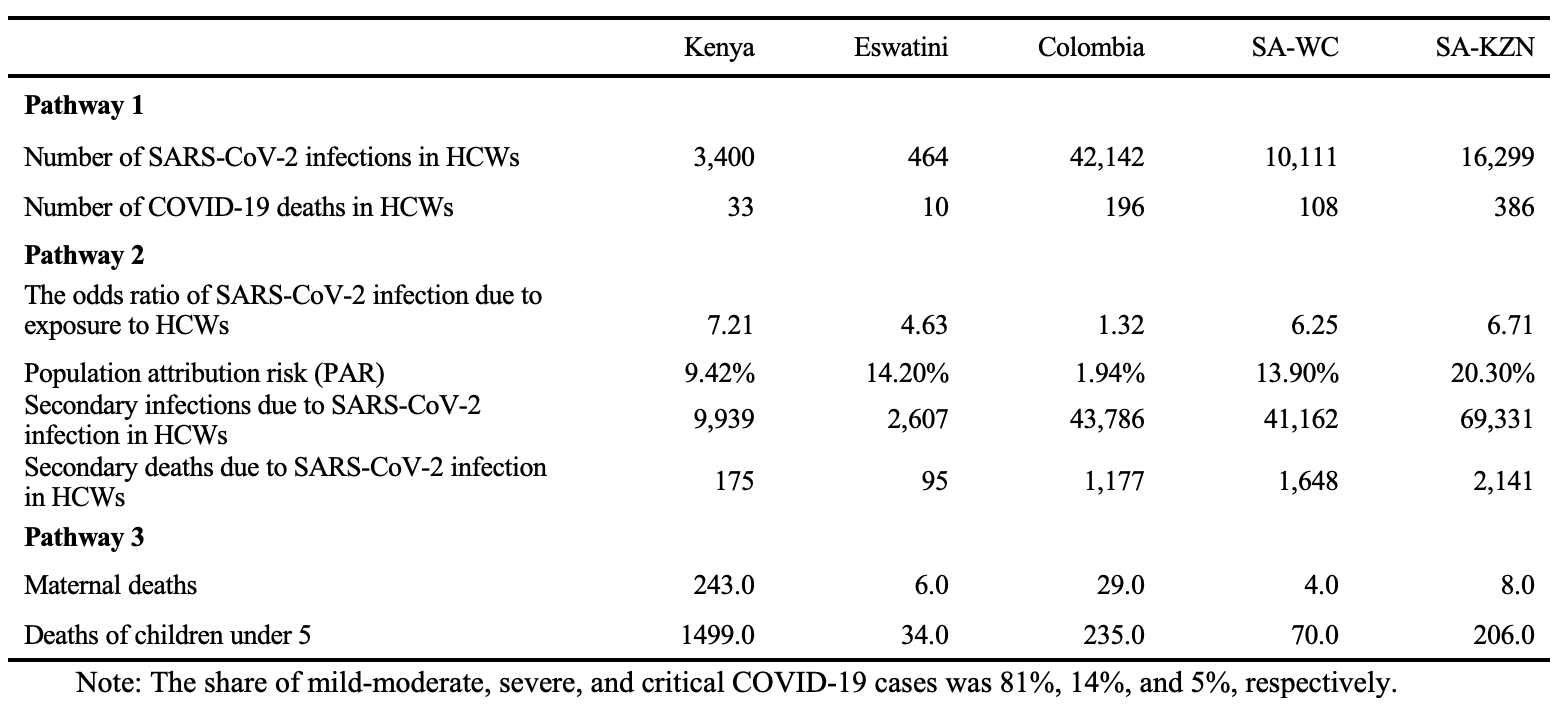 Kenya Eswatini Colombia SA-WC SA-KZN
Pathway 1
Number of SARS-CoV-2 infections in HCWs 3,400 464 42,142 10,111 16,299
Number of COVID-19 deaths in HCWs 33 10 196 108 386
Pathway 2
The odds ratio of SARS-CoV-2 infection due to
exposure to HCWs 7.21 4.63 1.32 6.25 6.71
Population attribution risk (PAR) 9.42% 14.20% 1.94% 13.90% 20.30%
Secondary infections due to SARS-CoV-2
infection in HCWs 9,939 2,607 43,786 41,162 69,331
Secondary deaths due to SARS-CoV-2 infection
in HCWs 175 95 1,177 1,648 2,141
Pathway 3
Maternal deaths 243.0 6.0 29.0 4.0 8.0
Deaths of children under 5 1499.0 34.0 235.0 70.0 206.0
Note: The share of mild-moderate, severe, and critical COVID-19 cases was 81%, 14%, and 5%, respectively.